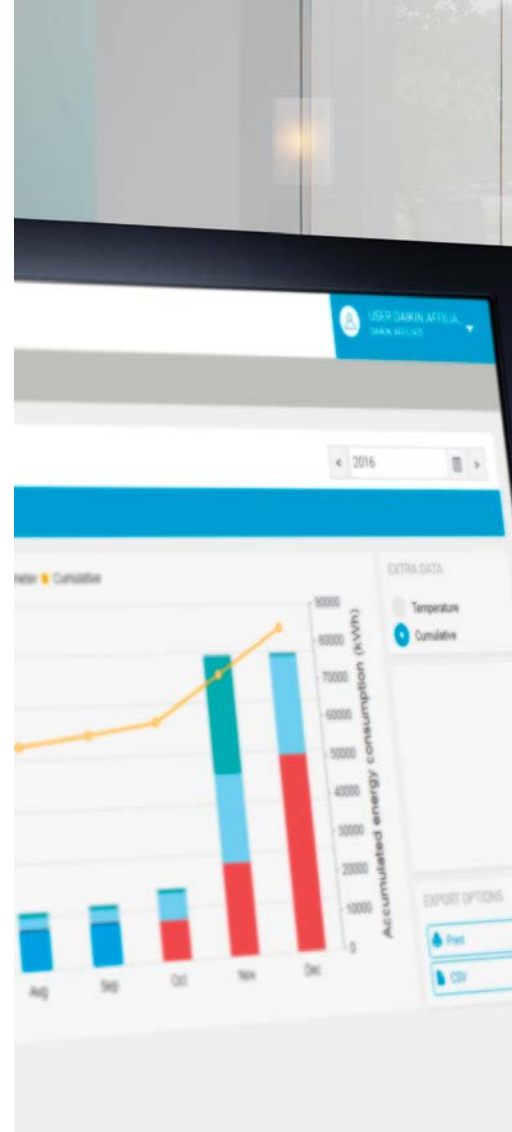 USER DAIKIN AFFILIA...
DAIKIN AFFILIATE
< 2016 >
meter Cumulative
EXTRA DATA
Temperature
Cumulative
90000
80000
70000
60000
50000
40000
30000
20000
10000
0
Accumulated energy consumption (kWh)
Aug Sep Oct Nov Dec
EXPORT OPTIONS
Print
CSV